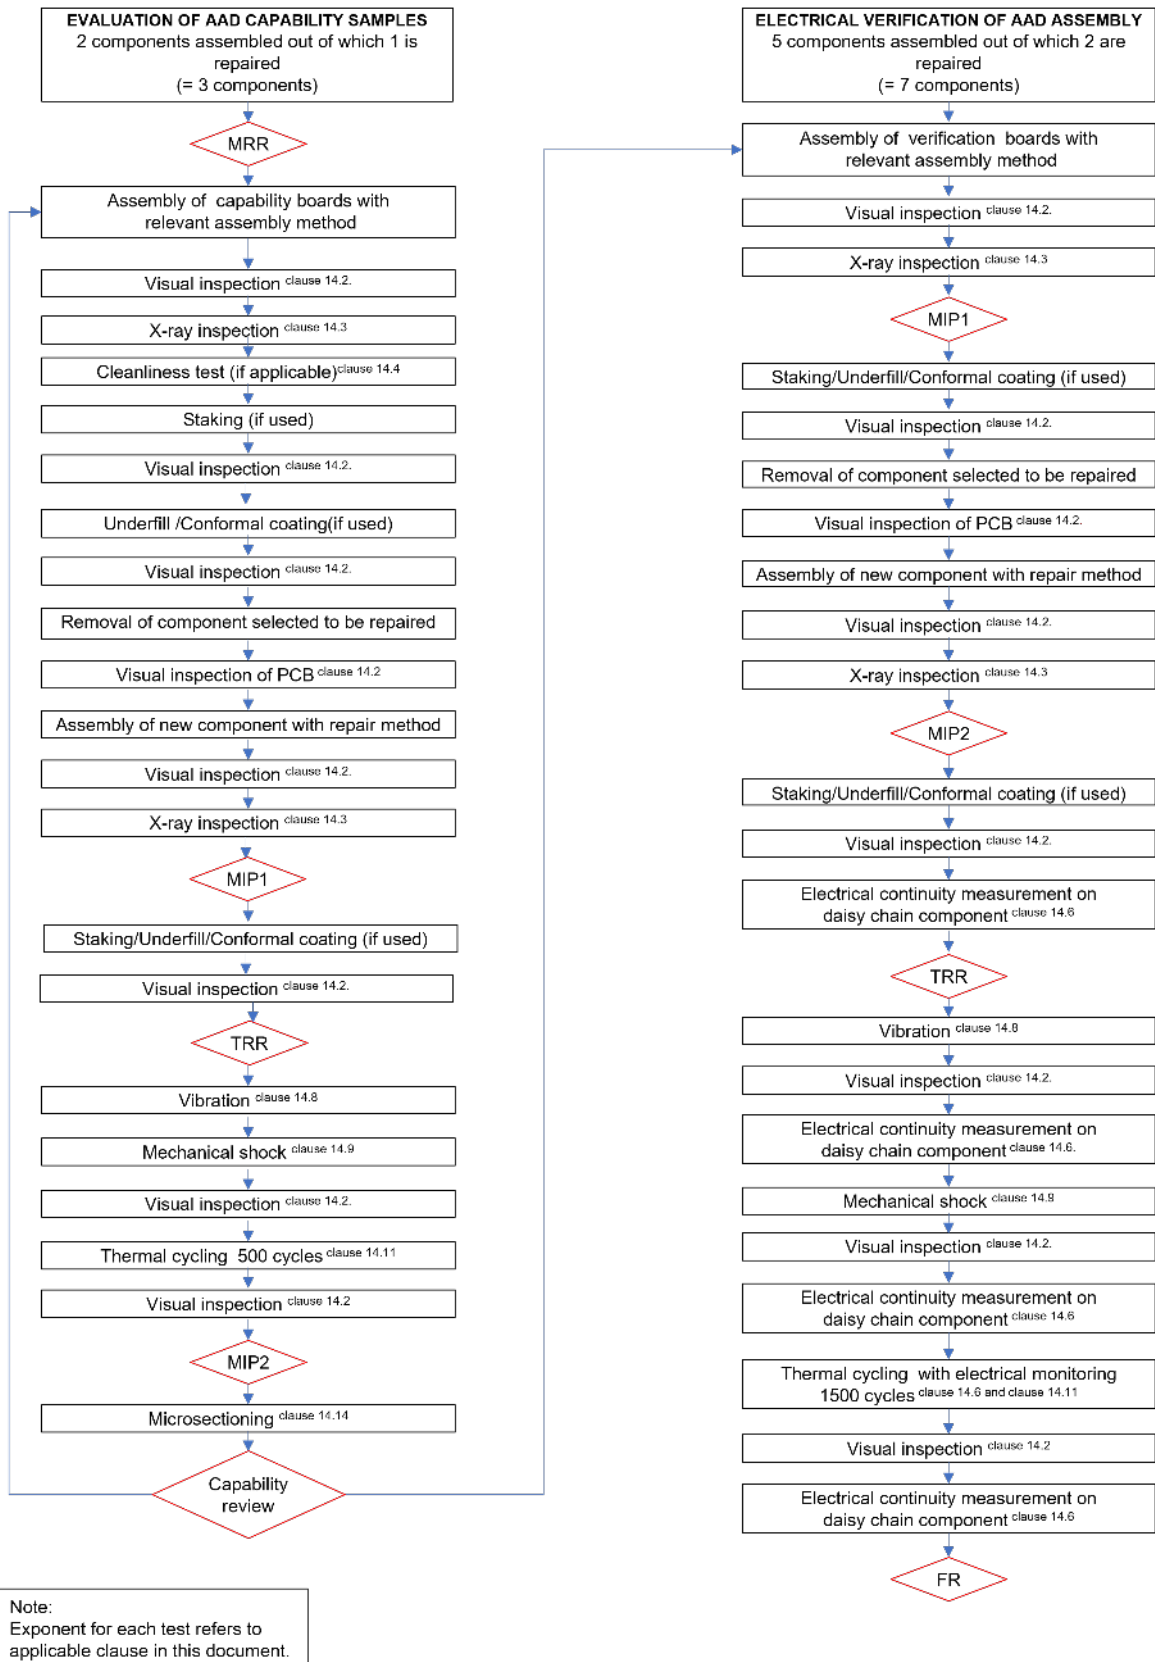 EVALUATION OF AAD CAPABILITY SAMPLES
2 components assembled out of which 1 is
repaired
(= 3 components)
MRR
Assembly of capability boards with
relevant assembly method
Visual inspection clause 14.2.
X-ray inspection clause 14.3
Cleanliness test (if applicable)clause 14.4
Staking (if used)
Visual inspection clause 14.2.
Underfill /Conformal coating(if used)
Visual inspection clause 14.2.
Removal of component selected to be repaired
Visual inspection of PCB clause 14.2
Assembly of new component with repair method
Visual inspection clause 14.2.
X-ray inspection clause 14.3
MIP1
Staking/Underfill/Conformal coating (if used)
Visual inspection clause 14.2.
TRR
Vibration clause 14.8
Mechanical shock clause 14.9
Visual inspection clause 14.2.
Thermal cycling 500 cycles clause 14.11
Visual inspection clause 14.2
MIP2
Microsectioning clause 14.14
Capability
review
Note:
Exponent for each test refers to
applicable clause in this document.
ELECTRICAL VERIFICATION OF AAD ASSEMBLY
5 components assembled out of which 2 are
repaired
(= 7 components)
Assembly of verification boards with
relevant assembly method
Visual inspection clause 14.2.
X-ray inspection clause 14.3
MIP1
Staking/Underfill/Conformal coating (if used)
Visual inspection clause 14.2.
Removal of component selected to be repaired
Visual inspection of PCB clause 14.2.
Assembly of new component with repair method
Visual inspection clause 14.2.
X-ray inspection clause 14.3
MIP2
Staking/Underfill/Conformal coating (if used)
Visual inspection clause 14.2.
Electrical continuity measurement on
daisy chain component clause 14.6
TRR
Vibration clause 14.8
Visual inspection clause 14.2.
Electrical continuity measurement on
daisy chain component clause 14.6.
Mechanical shock clause 14.9
Visual inspection clause 14.2.
Electrical continuity measurement on
daisy chain component clause 14.6
Thermal cycling with electrical monitoring
1500 cycles clause 14.6 and clause 14.11
Visual inspection clause 14.2
Electrical continuity measurement on
daisy chain component clause 14.6
FR